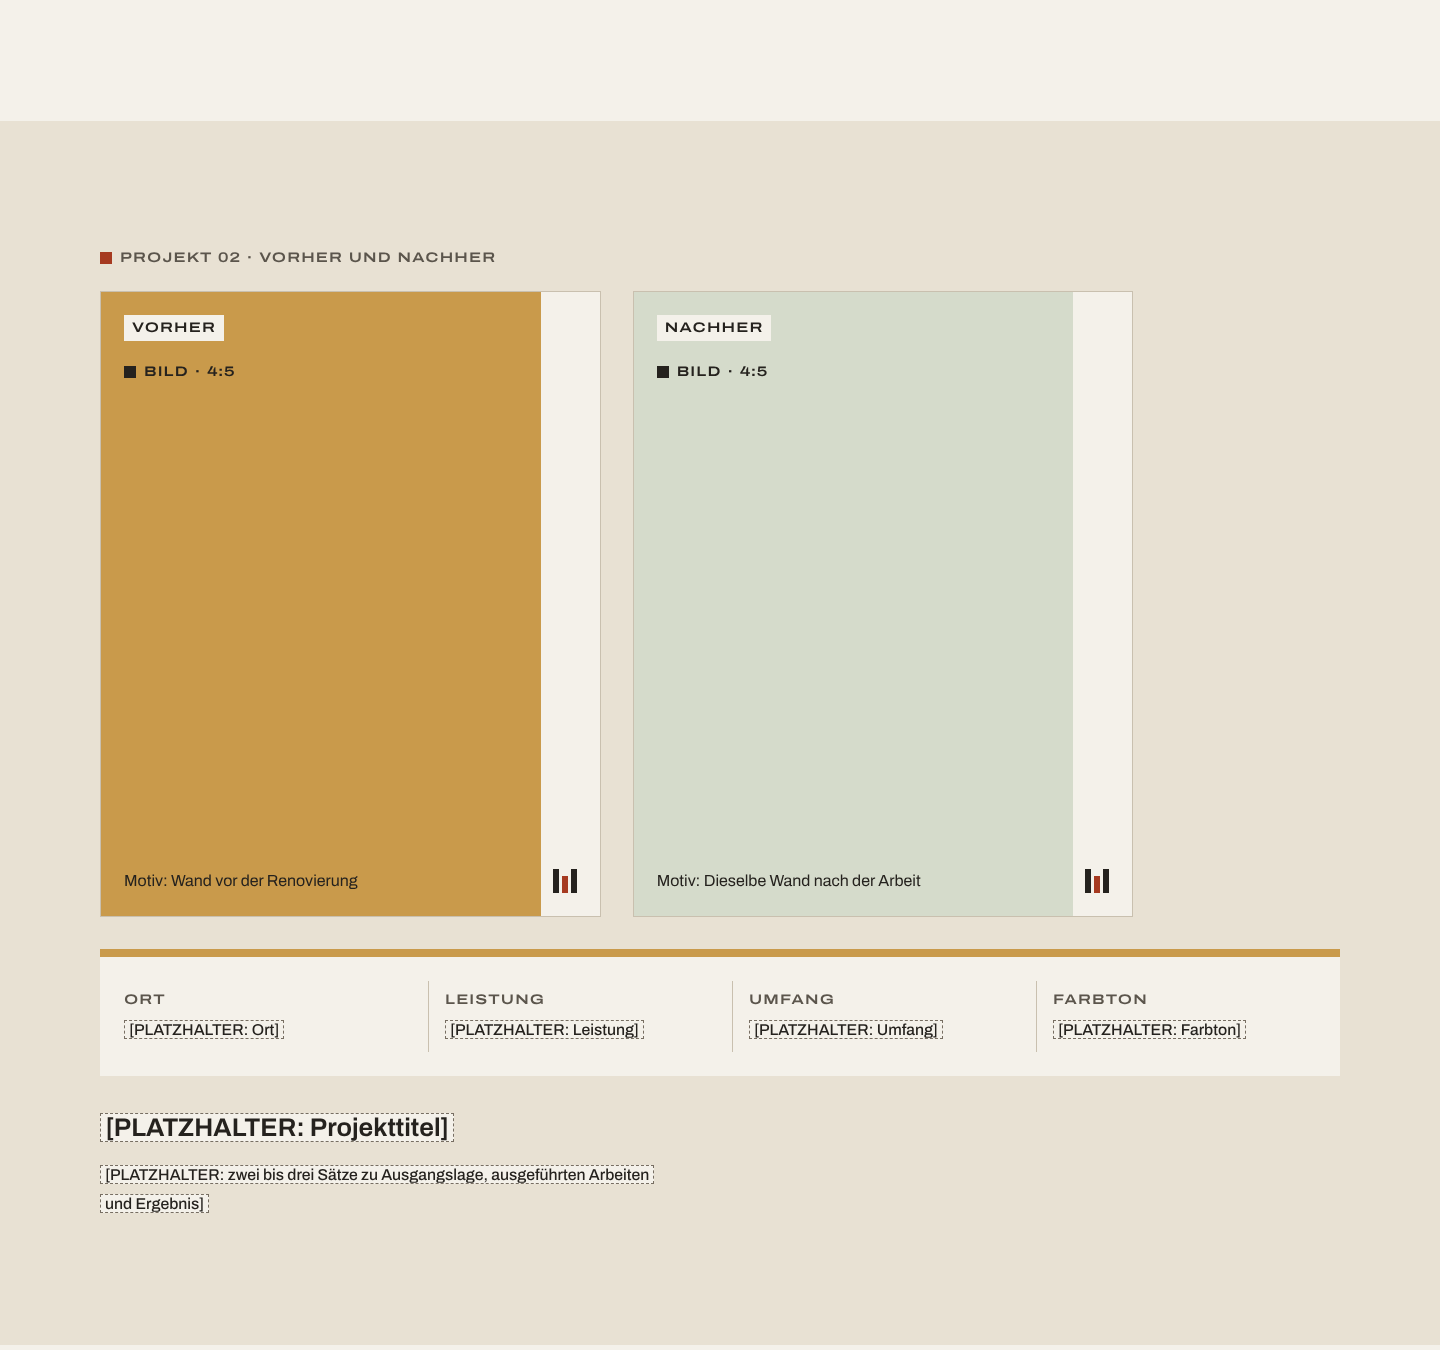 PROJEKT 02 · VORHER UND NACHHER
VORHER
BILD · 4:5
Motiv: Wand vor der Renovierung
NACHHER
BILD · 4:5
Motiv: Dieselbe Wand nach der Arbeit
ORT
[PLATZHALTER: Ort]
LEISTUNG
[PLATZHALTER: Leistung]
UMFANG
[PLATZHALTER: Umfang]
FARBTON
[PLATZHALTER: Farbton]
[PLATZHALTER: Projekttitel]
[PLATZHALTER: zwei bis drei Sätze zu Ausgangslage, ausgeführten Arbeiten
und Ergebnis]